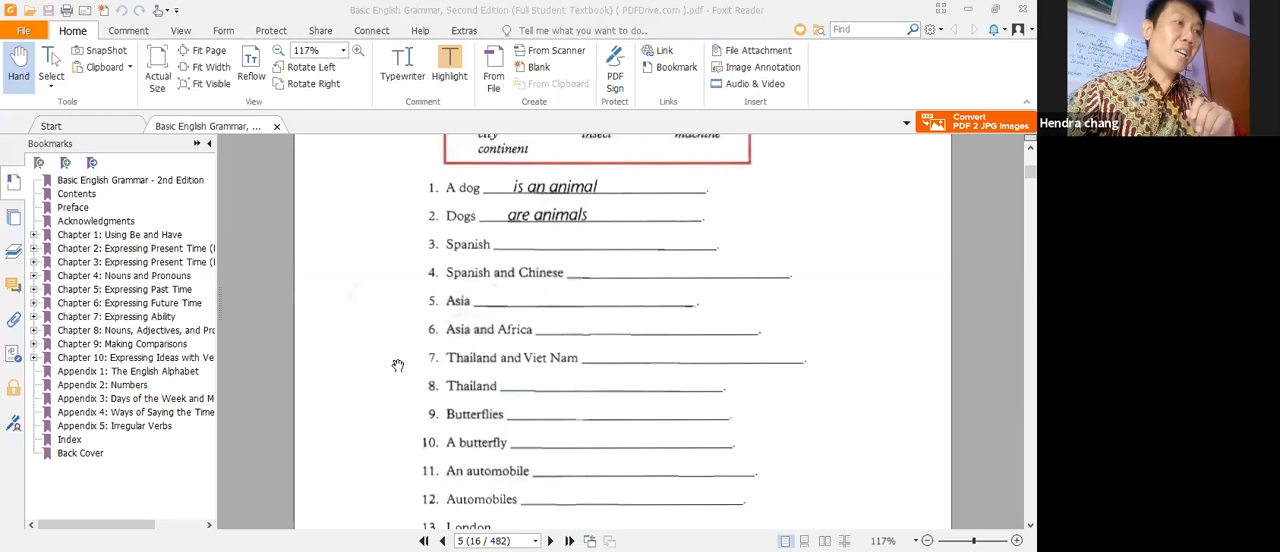 Basic English Grammar, Second Edition (Full Student Textbook) ( PDFDrive.com ).pdf - Foxit Reader
File Home Comment View Form Protect Share Connect Help Extras Tell me what you want to do.. Find
Hand
Select
SnapShot
Clipboard
Tools
Actual Size
Reflow
Fit Page
Fit Width
Fit Visible
117%
Rotate Left
Rotate Right
View
Typewriter
Highlight
Comment
From File
From Scanner
Blank
From Clipboard
Create
PDF Sign
Protect
Link
Bookmark
Links
File Attachment
Image Annotation
Audio & Video
Insert
Start
Basic English Grammar, ...
Convert
PDF 2 JPG Images
Hendra chang
Bookmarks
Basic English Grammar - 2nd Edition
Contents
Preface
Acknowledgments
Chapter 1: Using Be and Have
Chapter 2: Expressing Present Time (
Chapter 3: Expressing Present Time (I
Chapter 4: Nouns and Pronouns
Chapter 5: Expressing Past Time
Chapter 6: Expressing Future Time
Chapter 7: Expressing Ability
Chapter 8: Nouns, Adjectives, and Pro
Chapter 9: Making Comparisons
Chapter 10: Expressing Ideas with Ve
Appendix 1: The English Alphabet
Appendix 2: Numbers
Appendix 3: Days of the Week and M
Appendix 4: Ways of Saying the Time
Appendix 5: Irregular Verbs
Index
Back Cover
city insect machine
continent
1. A dog is an animal .
2. Dogs are animals .
3. Spanish .
4. Spanish and Chinese .
5. Asia .
6. Asia and Africa .
7. Thailand and Viet Nam .
8. Thailand .
9. Butterflies .
10. A butterfly .
11. An automobile .
12. Automobiles .
13. London
5 (16 / 482)
117%